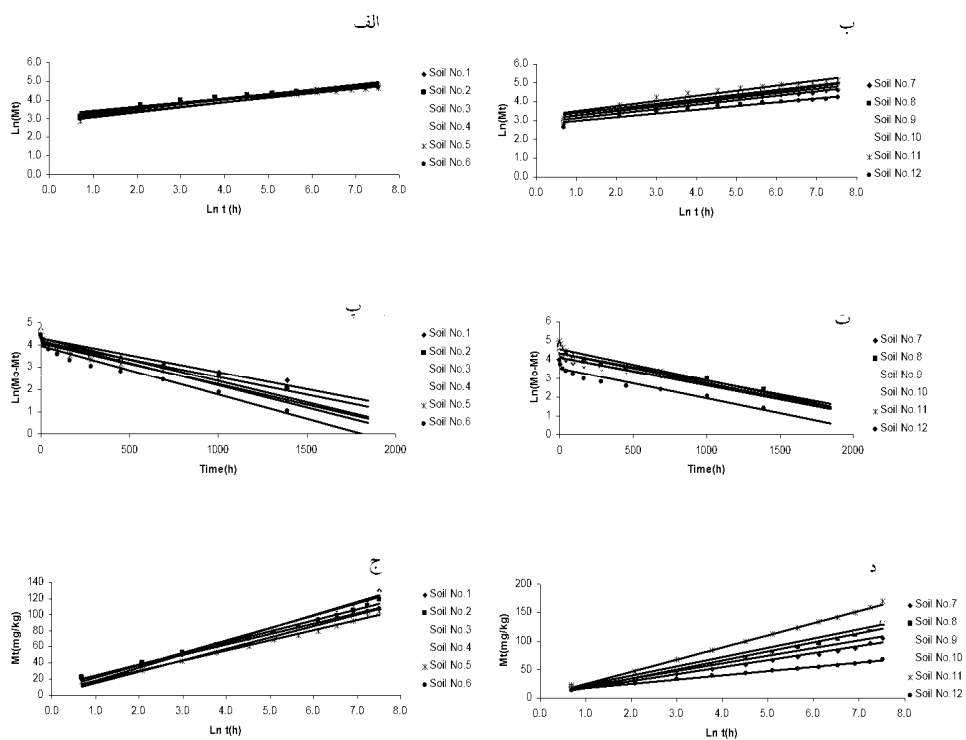 الف
Ln(Mt)
6.0
5.0
4.0
3.0
2.0
1.0
0.0
0.0 1.0 2.0 3.0 4.0 5.0 6.0 7.0 8.0
Ln t (h)
Soil No.1
Soil No.2
Soil No.3
Soil No.4
Soil No.5
Soil No.6
ب
Ln(Mt)
6.0
5.0
4.0
3.0
2.0
1.0
0.0
0.0 1.0 2.0 3.0 4.0 5.0 6.0 7.0 8.0
Ln t (h)
Soil No.7
Soil No.8
Soil No.9
Soil No.10
Soil No.11
Soil No.12
پ
Ln(Mo-Mt)
5
4
3
2
1
0
0 500 1000 1500 2000
Time(h)
Soil No.1
Soil No.2
Soil No.3
Soil No.4
Soil No.5
Soil No.6
ت
Ln(Mo-Mt)
6
5
4
3
2
1
0
0 500 1000 1500 2000
Time(h)
Soil No.7
Soil No.8
Soil No.9
Soil No.10
Soil No.11
Soil No.12
ج
Mt(mg/kg)
140
120
100
80
60
40
20
0
0.0 1.0 2.0 3.0 4.0 5.0 6.0 7.0 8.0
Ln t(h)
Soil No.1
Soil No.2
Soil No.3
Soil No.4
Soil No.5
Soil No.6
د
Mt(mg/kg)
200
150
100
50
0
0.0 1.0 2.0 3.0 4.0 5.0 6.0 7.0 8.0
Ln t(h)
Soil No.7
Soil No.8
Soil No.9
Soil No.10
Soil No.11
Soil No.12